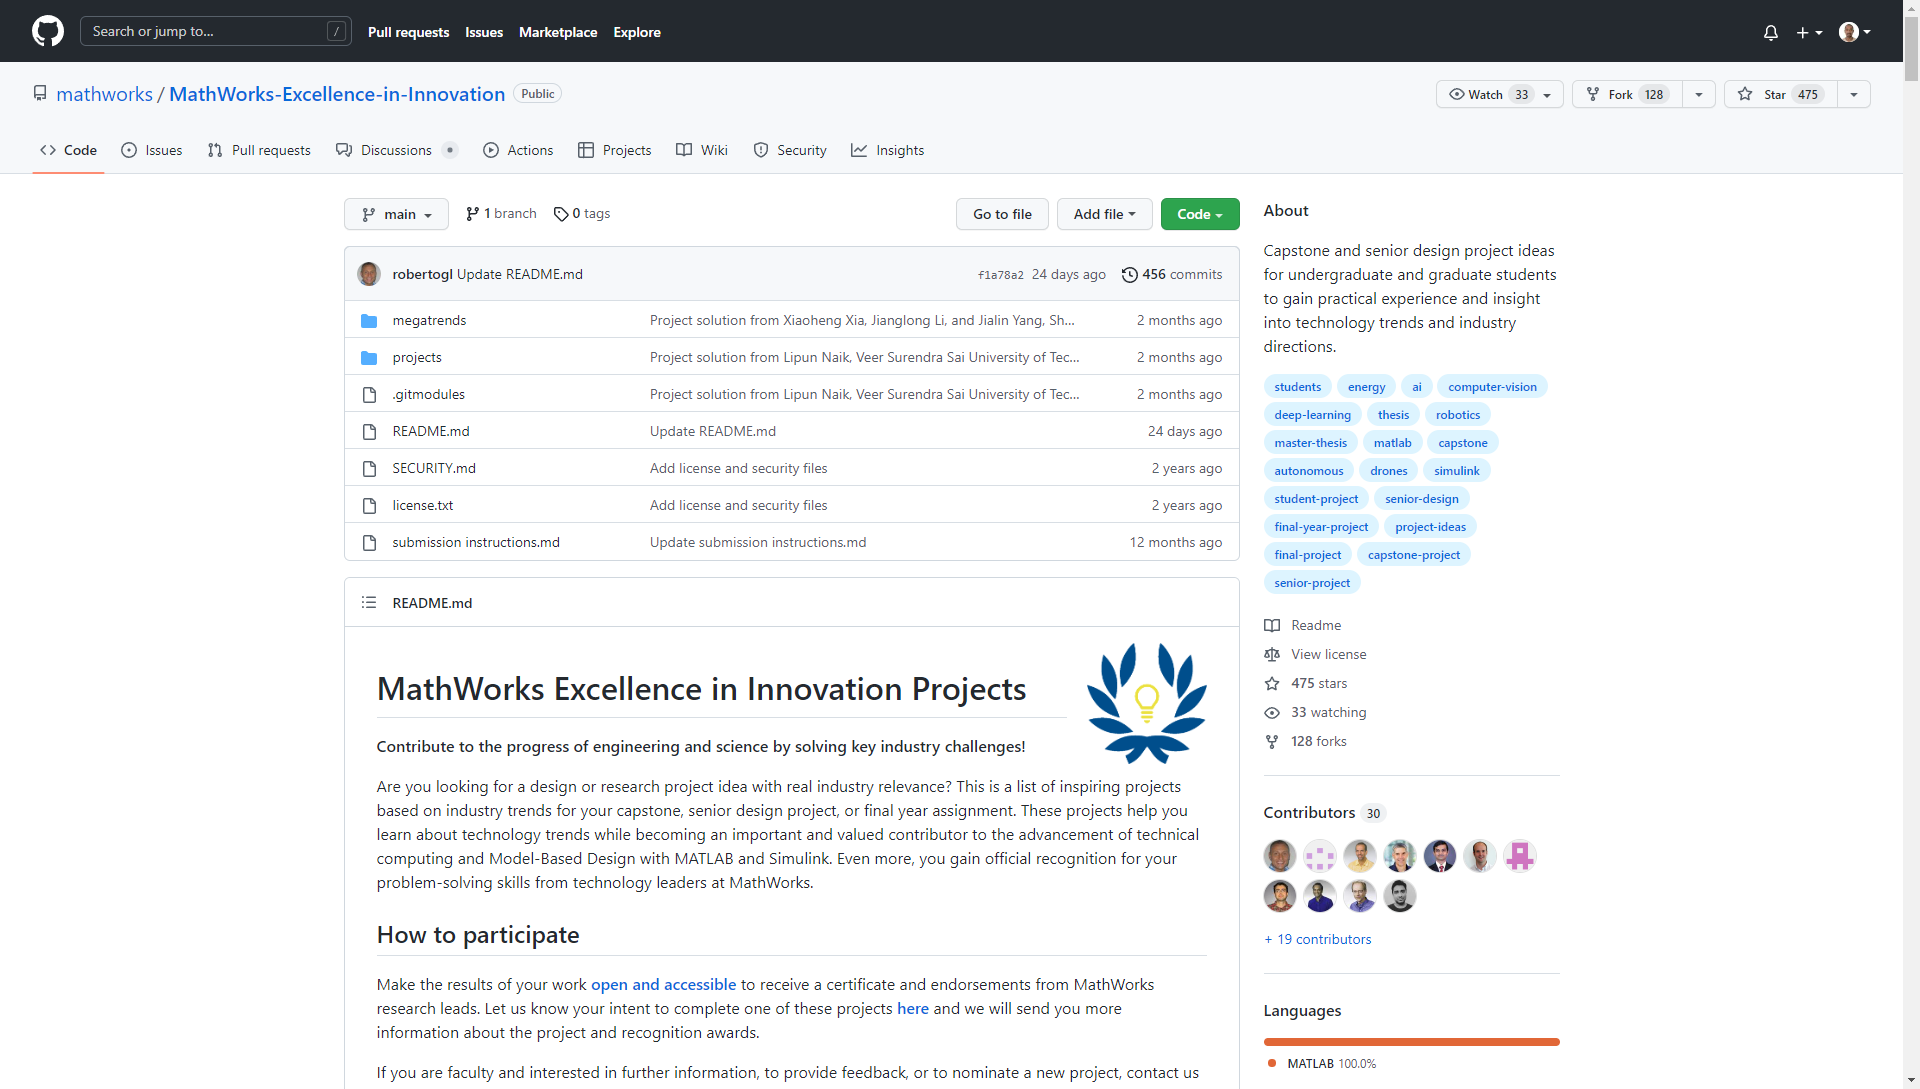 Search or jump to... / Pull requests Issues Marketplace Explore
mathworks / MathWorks-Excellence-in-Innovation Public Watch 33 Fork 128 Star 475
Code Issues Pull requests Discussions Actions Projects Wiki Security Insights
main 1 branch 0 tags Go to file Add file Code
robertogl Update README.md f1a78a2 24 days ago 456 commits
megatrends Project solution from Xiaoheng Xia, Jianglong Li, and Jialin Yang, Sh... 2 months ago
projects Project solution from Lipun Naik, Veer Surendra Sai University of Tec... 2 months ago
.gitmodules Project solution from Lipun Naik, Veer Surendra Sai University of Tec... 2 months ago
README.md Update README.md 24 days ago
SECURITY.md Add license and security files 2 years ago
license.txt Add license and security files 2 years ago
submission instructions.md Update submission instructions.md 12 months ago
README.md
MathWorks Excellence in Innovation Projects
Contribute to the progress of engineering and science by solving key industry challenges!
Are you looking for a design or research project idea with real industry relevance? This is a list of inspiring projects
based on industry trends for your capstone, senior design project, or final year assignment. These projects help you
learn about technology trends while becoming an important and valued contributor to the advancement of technical
computing and Model-Based Design with MATLAB and Simulink. Even more, you gain official recognition for your
problem-solving skills from technology leaders at MathWorks.
How to participate
Make the results of your work open and accessible to receive a certificate and endorsements from MathWorks
research leads. Let us know your intent to complete one of these projects here and we will send you more
information about the project and recognition awards.
If you are faculty and interested in further information, to provide feedback, or to nominate a new project, contact us
About
Capstone and senior design project ideas
for undergraduate and graduate students
to gain practical experience and insight
into technology trends and industry
directions.
students energy ai computer-vision
deep-learning thesis robotics
master-thesis matlab capstone
autonomous drones simulink
student-project senior-design
final-year-project project-ideas
final-project capstone-project
senior-project
Readme
View license
475 stars
33 watching
128 forks
Contributors 30
+ 19 contributors
Languages
MATLAB 100.0%